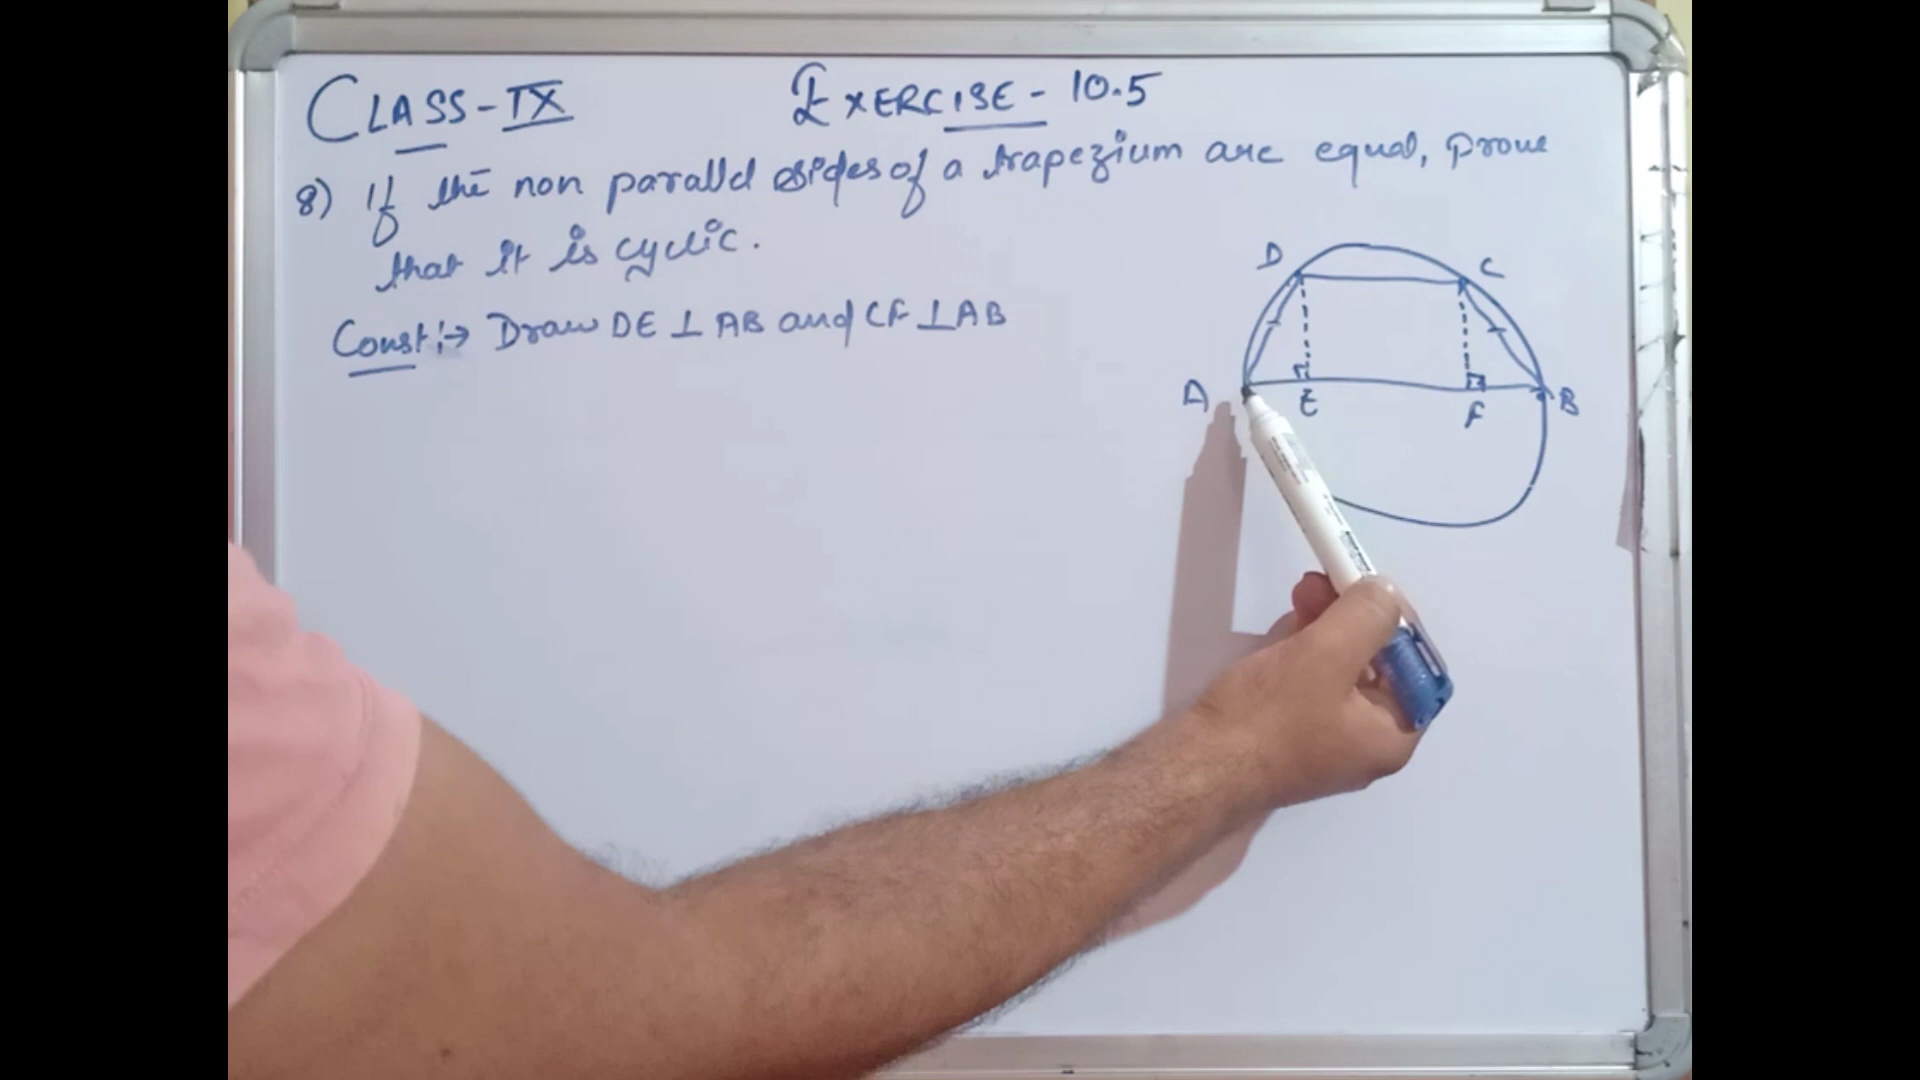 CLASS-IX EXERCISE - 10.5
8) If the non parallel sides of a trapezium are equal, prove
that it is cyclic.
Const:→ Draw DE ⊥ AB and CF ⊥ AB
D C
A E F B